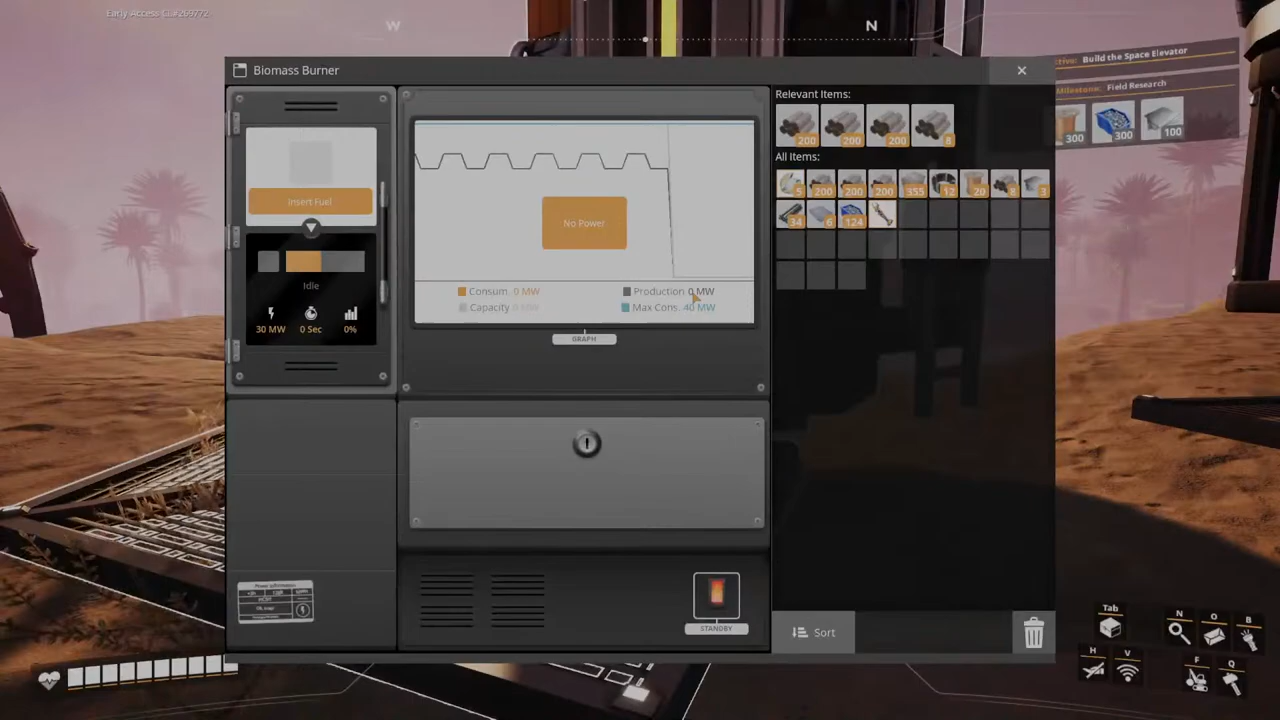 Early Access CL#269772
W
N
Biomass Burner
Build the Space Elevator
Milestone: Field Research
300
300
100
Relevant Items:
200
200
200
8
All Items:
5
200
200
200
355
12
20
8
3
34
6
124
Insert Fuel
Idle
30 MW
0 Sec
0%
No Power
Consum. 0 MW
Production 0 MW
Capacity 0 MW
Max Cons. 40 MW
GRAPH
STANDBY
Sort
Tab
N
O
B
H
V
F
Q